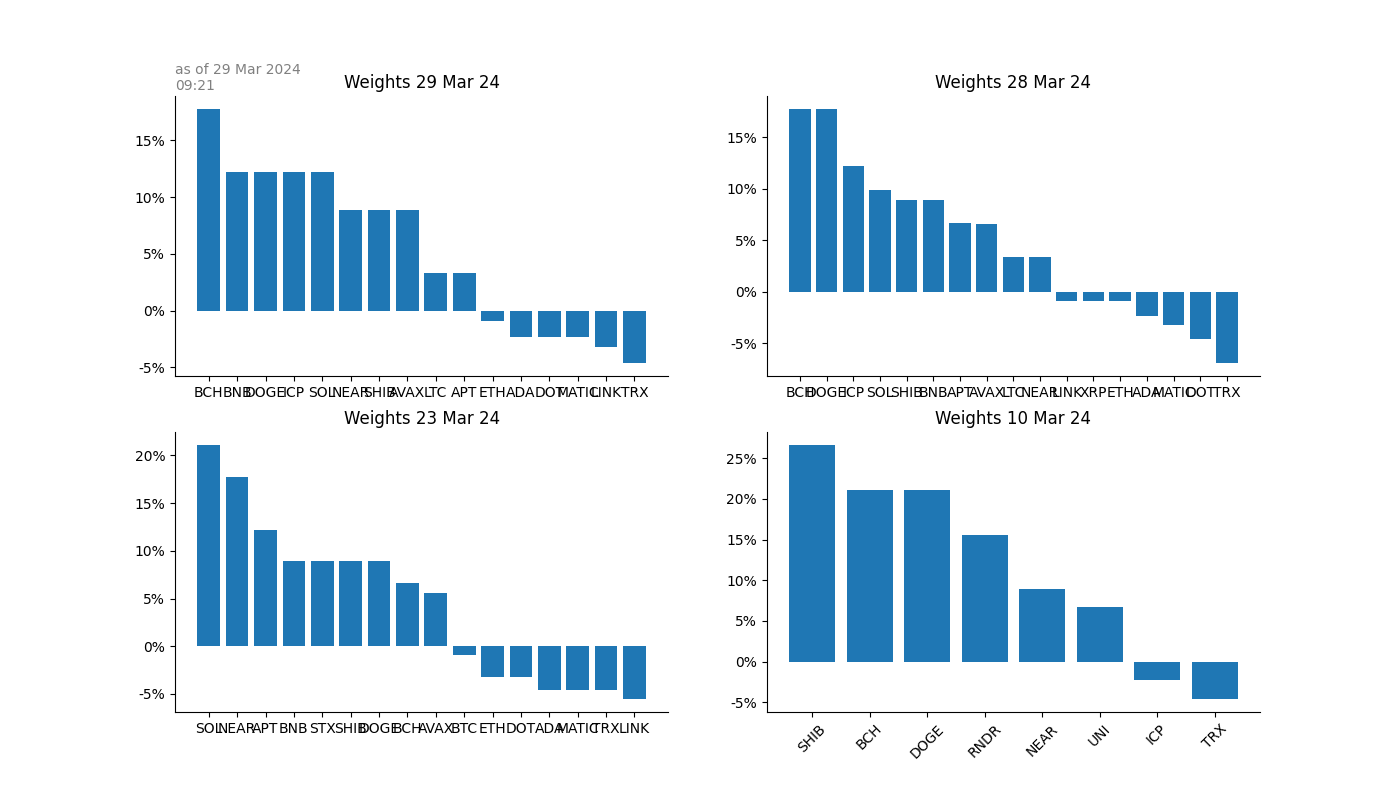 as of 29 Mar 2024
09:21
Weights 29 Mar 24
15%
10%
5%
0%
-5%
BCH BNB DOGE ICP SOL NEAR SHIB AVAX LTC APT ETH ADA DOT MATIC LINK TRX
Weights 28 Mar 24
15%
10%
5%
0%
-5%
BCH DOGE ICP SOL SHIB BNB APT AVAX LTC NEAR LINK XRP ETH ADA MATIC DOT TRX
Weights 23 Mar 24
20%
15%
10%
5%
0%
-5%
SOL NEAR APT BNB STX SHIB DOGE BCH AVAX BTC ETH DOT ADA MATIC TRX LINK
Weights 10 Mar 24
25%
20%
15%
10%
5%
0%
-5%
SHIB BCH DOGE RNDR NEAR UNI ICP TRX